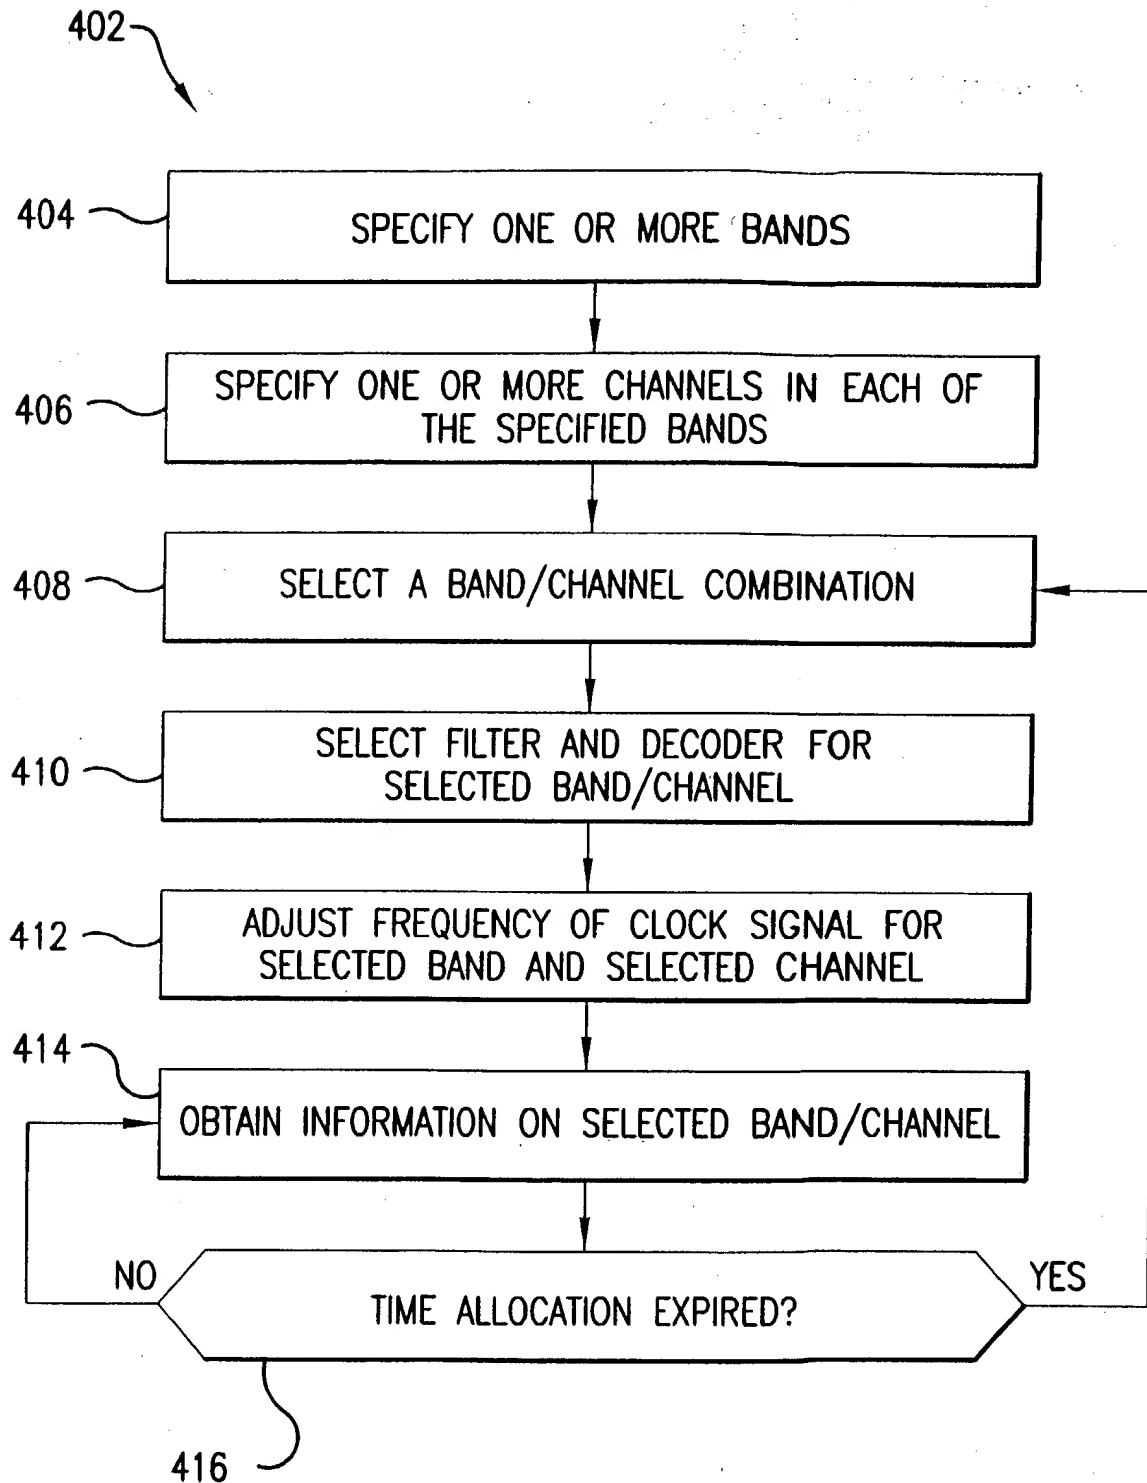 402
404
SPECIFY ONE OR MORE BANDS
406
SPECIFY ONE OR MORE CHANNELS IN EACH OF
THE SPECIFIED BANDS
408
SELECT A BAND/CHANNEL COMBINATION
410
SELECT FILTER AND DECODER FOR
SELECTED BAND/CHANNEL
412
ADJUST FREQUENCY OF CLOCK SIGNAL FOR
SELECTED BAND AND SELECTED CHANNEL
414
OBTAIN INFORMATION ON SELECTED BAND/CHANNEL
NO
YES
TIME ALLOCATION EXPIRED?
416